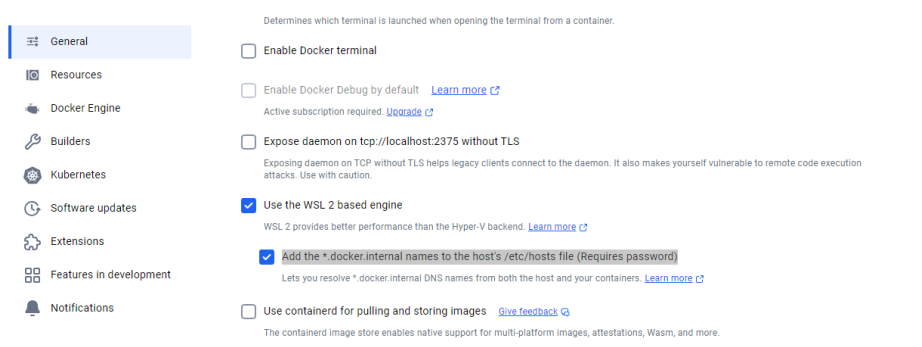 Determines which terminal is launched when opening the terminal from a container.
General
Enable Docker terminal
Resources
Enable Docker Debug by default Learn more
Active subscription required. Upgrade
Docker Engine
Builders
Expose daemon on tcp://localhost:2375 without TLS
Exposing daemon on TCP without TLS helps legacy clients connect to the daemon. It also makes yourself vulnerable to remote code execution
attacks. Use with caution.
Kubernetes
Software updates
Use the WSL 2 based engine
WSL 2 provides better performance than the Hyper-V backend. Learn more
Extensions
Add the *.docker.internal names to the host's /etc/hosts file (Requires password)
Lets you resolve *.docker.internal DNS names from both the host and your containers. Learn more
Features in development
Notifications
Use containerd for pulling and storing images Give feedback
The containerd image store enables native support for multi-platform images, attestations, Wasm, and more.